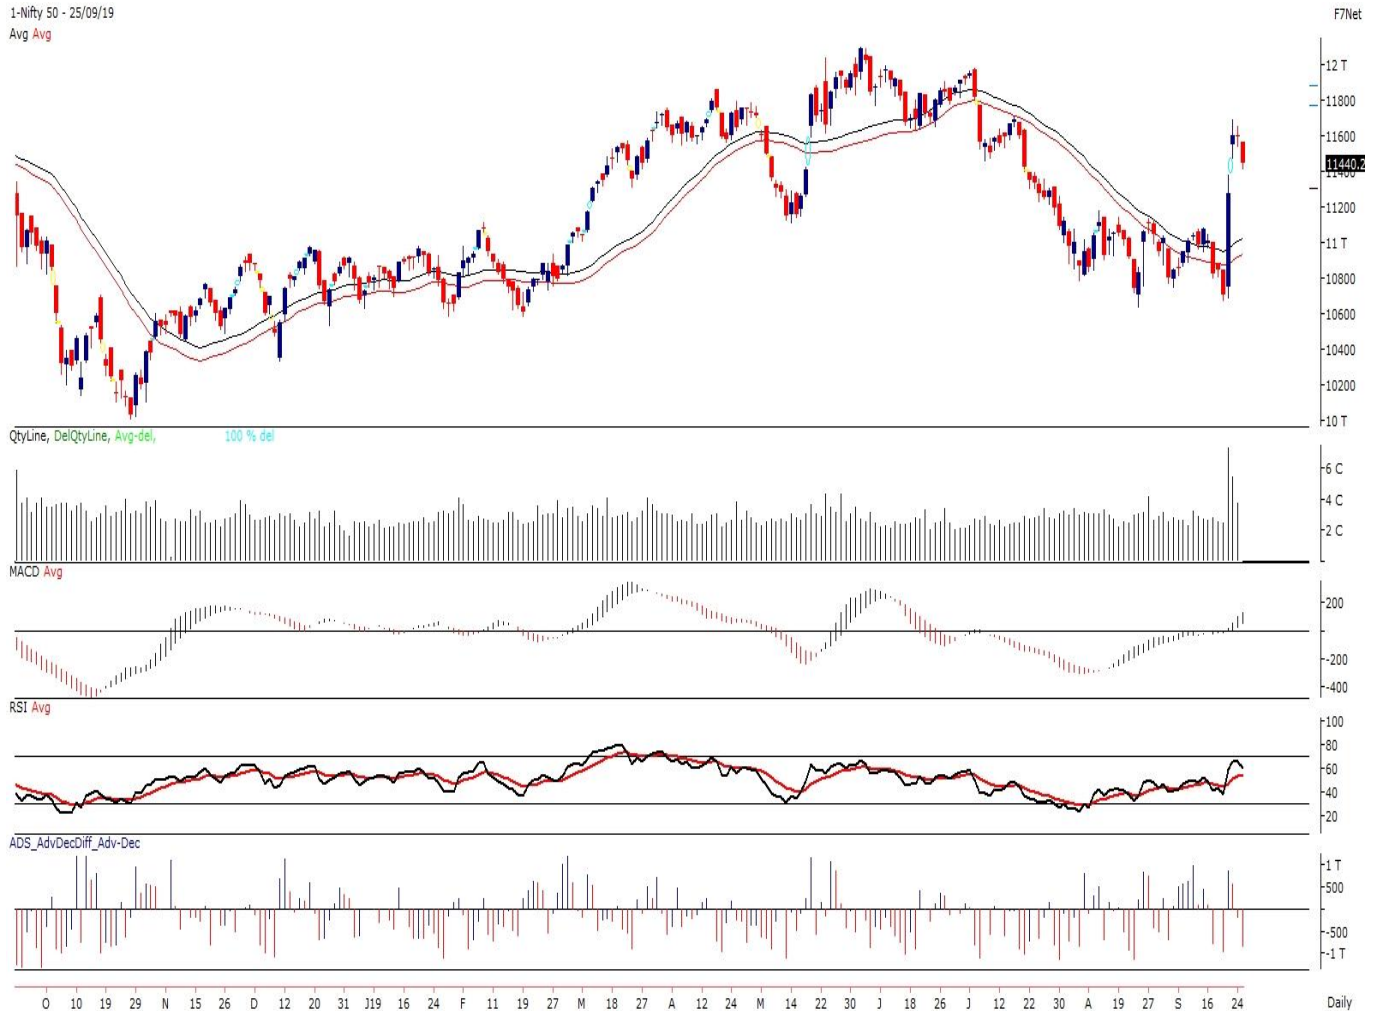 1-Nifty 50 - 25/09/19 F7Net
Avg Avg
12 T
11800
11600
11440.2
11400
11200
11 T
10800
10600
10400
10200
10 T
QtyLine, DelQtyLine, Avg-del, 100 % del
6 C
4 C
2 C
MACD Avg
200
-200
-400
RSI Avg
100
80
60
40
20
ADS_AdvDecDiff_Adv-Dec
1 T
500
-500
-1 T
O 10 19 29 N 15 26 D 12 20 31 J19 16 24 F 11 19 27 M 18 27 A 12 24 M 14 22 30 J 18 26 J 12 22 30 A 19 27 S 16 24 Daily